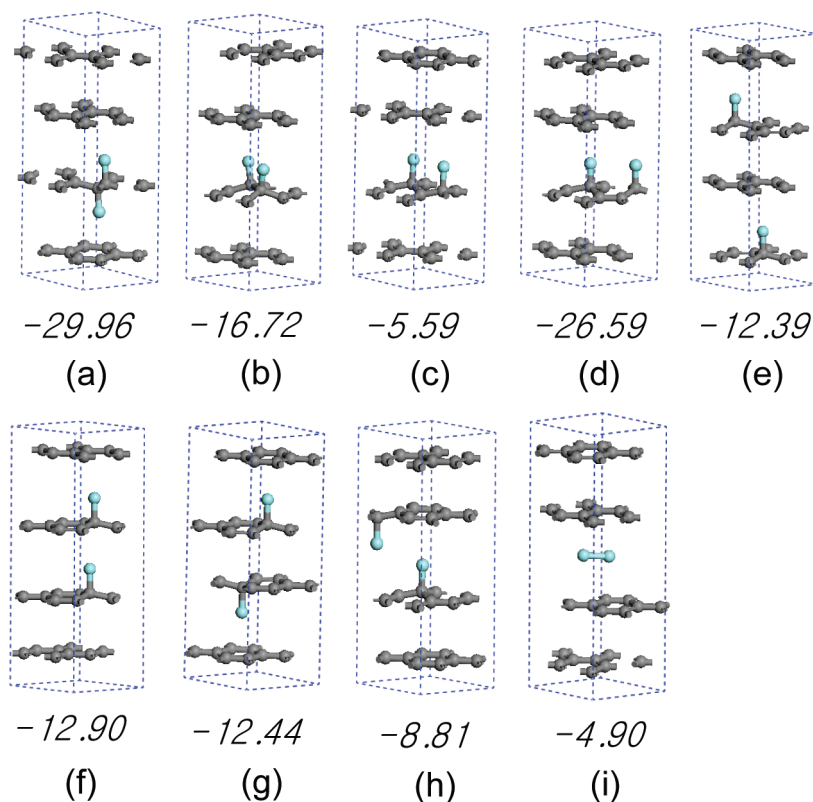 -29.96 -16.72 -5.59 -26.59 -12.39
(a) (b) (c) (d) (e)
-12.90 -12.44 -8.81 -4.90
(f) (g) (h) (i)